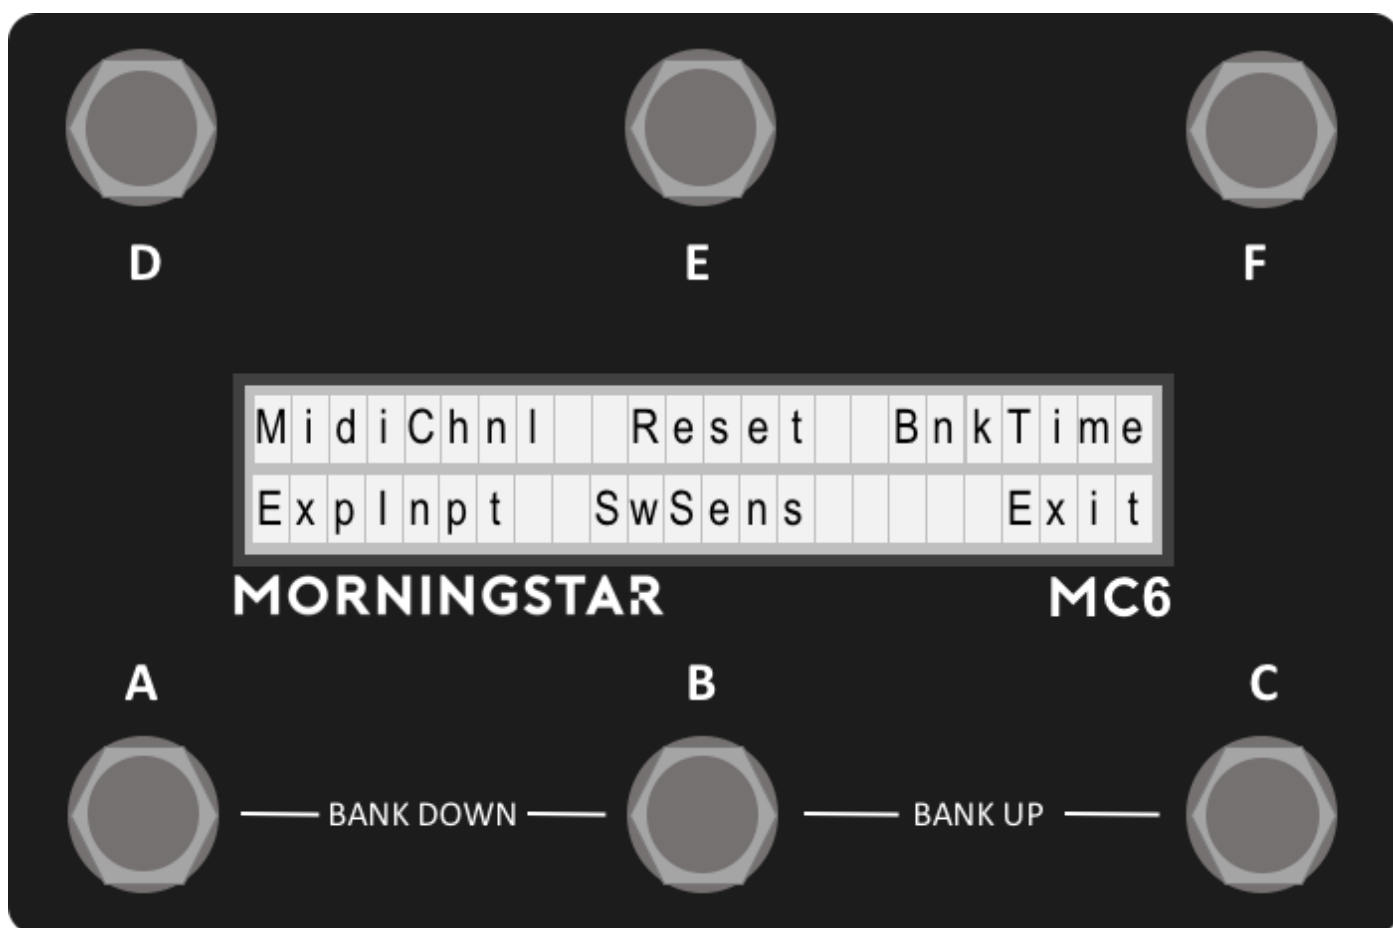 D E F
MidiChnl Reset BnkTime
ExpInpt SwSens Exit
MORNINGSTAR MC6
A B C
BANK DOWN BANK UP